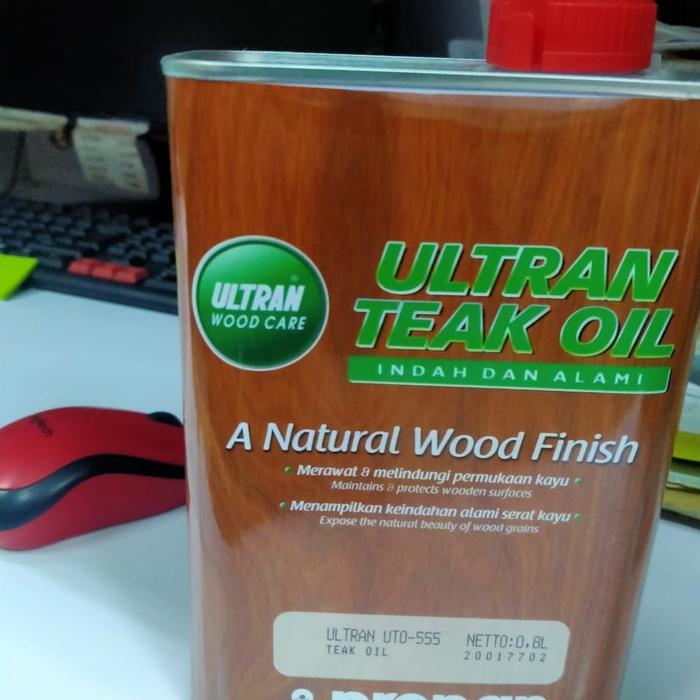 ULTRAN
WOOD CARE
ULTRAN
TEAK OIL
INDAH DAN ALAMI
A Natural Wood Finish
• Merawat & melindungi permukaan kayu •
Maintains & protects wooden surfaces
• Menampilkan keindahan alami serat kayu •
Expose the natural beauty of wood grains
ULTRAN UTO-555 NETTO:0,8L
TEAK OIL 20017702